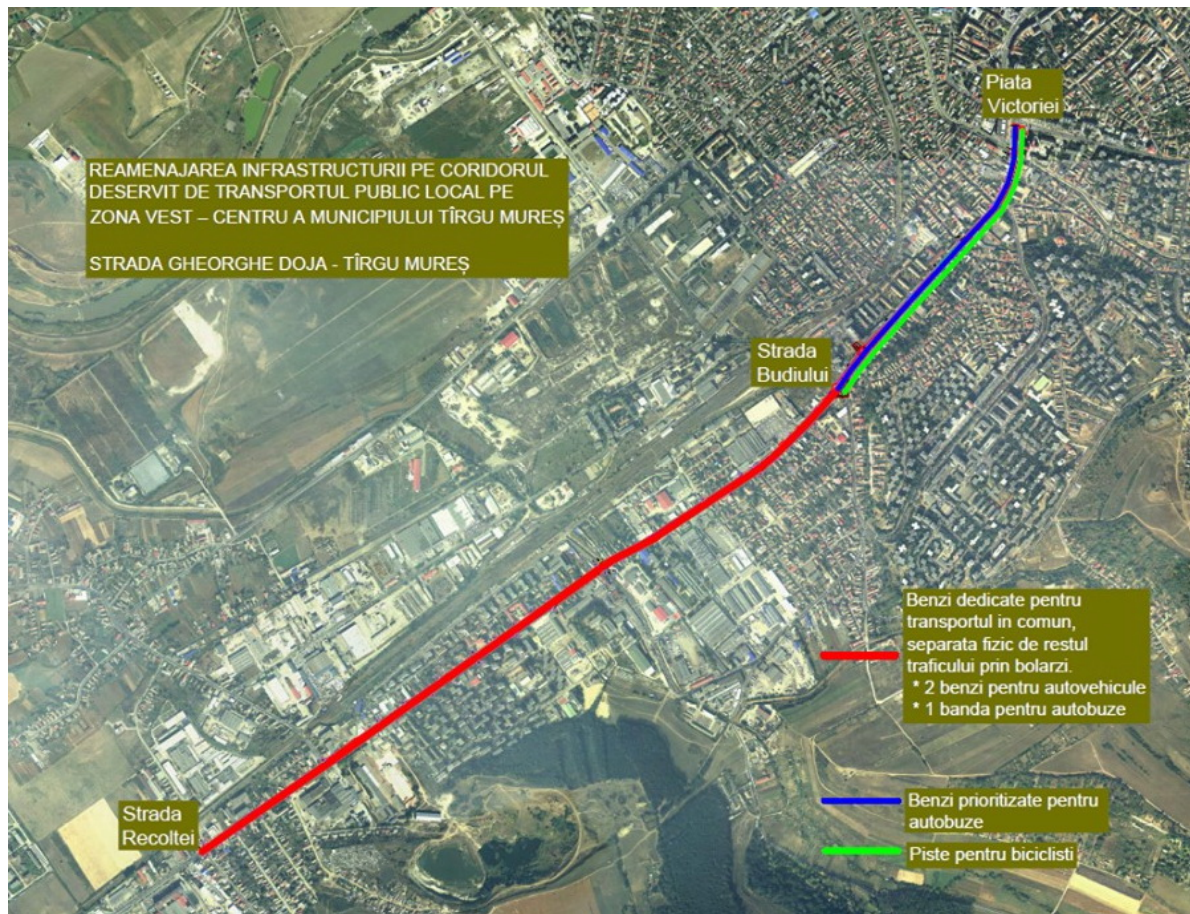 Piata
Victoriei
REAMENAJAREA INFRASTRUCTURII PE CORIDORUL
DESERVIT DE TRANSPORTUL PUBLIC LOCAL PE
ZONA VEST – CENTRU A MUNICIPIULUI TÎRGU MUREȘ
STRADA GHEORGHE DOJA - TÎRGU MUREȘ
Strada
Budiului
Benzi dedicate pentru
transportul in comun,
separata fizic de restul
traficului prin bolarzi.
* 2 benzi pentru autovehicule
* 1 banda pentru autobuze
Strada
Recoltei
Benzi prioritizate pentru
autobuze
Piste pentru biciclisti